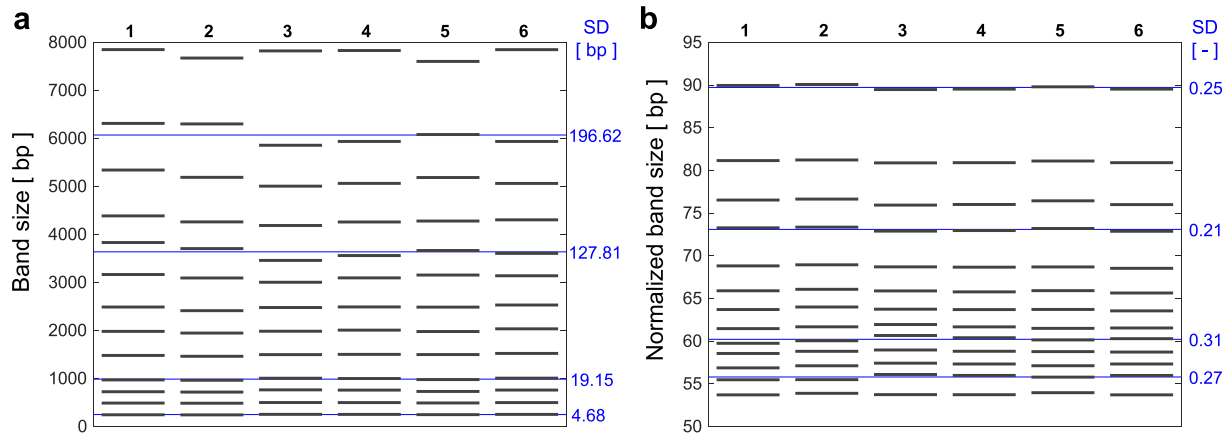 a
1 2 3 4 5 6
SD
[ bp ]
Band size [ bp ]
8000
7000
6000
5000
4000
3000
2000
1000
0
196.62
127.81
19.15
4.68
b
1 2 3 4 5 6
SD
[ - ]
Normalized band size [ bp ]
95
90
85
80
75
70
65
60
55
50
0.25
0.21
0.31
0.27